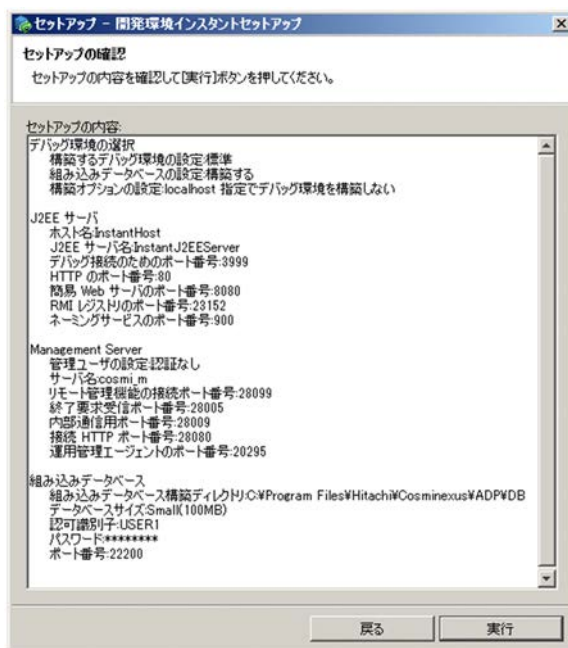 セットアップ - 開発環境インスタントセットアップ
セットアップの確認
セットアップの内容を確認して[実行]ボタンを押してください。
セットアップの内容:
デバッグ環境の選択
構築するデバッグ環境の設定:標準
組み込みデータベースの設定:構築する
構築オプションの設定:localhost 指定でデバッグ環境を構築しない
J2EE サーバ
ホスト名:InstantHost
J2EE サーバ名:InstantJ2EEServer
デバッグ接続のためのポート番号:3999
HTTP のポート番号:80
簡易 Web サーバのポート番号:8080
RMI レジストリのポート番号:23152
ネーミングサービスのポート番号:900
Management Server
管理ユーザの設定:認証なし
サーバ名:cosmi_m
リモート管理機能の接続ポート番号:28099
終了要求受信ポート番号:28005
内部通信用ポート番号:28009
接続 HTTP ポート番号:28080
運用管理エージェントのポート番号:20295
組み込みデータベース
組み込みデータベース構築ディレクトリ:C:¥Program Files¥Hitachi¥Cosminexus¥ADP¥DB
データベースサイズ:Small(100MB)
認可識別子:USER1
パスワード:********
ポート番号:22200
戻る
実行